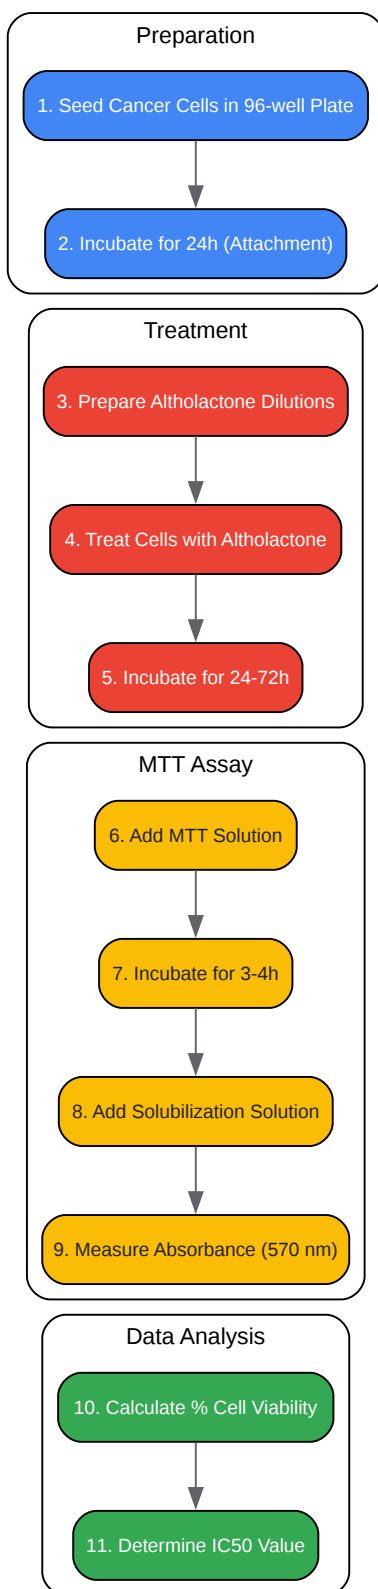 Preparation
1. Seed Cancer Cells in 96-well Plate
2. Incubate for 24h (Attachment)
Treatment
3. Prepare Altholactone Dilutions
4. Treat Cells with Altholactone
5. Incubate for 24-72h
MTT Assay
6. Add MTT Solution
7. Incubate for 3-4h
8. Add Solubilization Solution
9. Measure Absorbance (570 nm)
Data Analysis
10. Calculate % Cell Viability
11. Determine IC50 Value